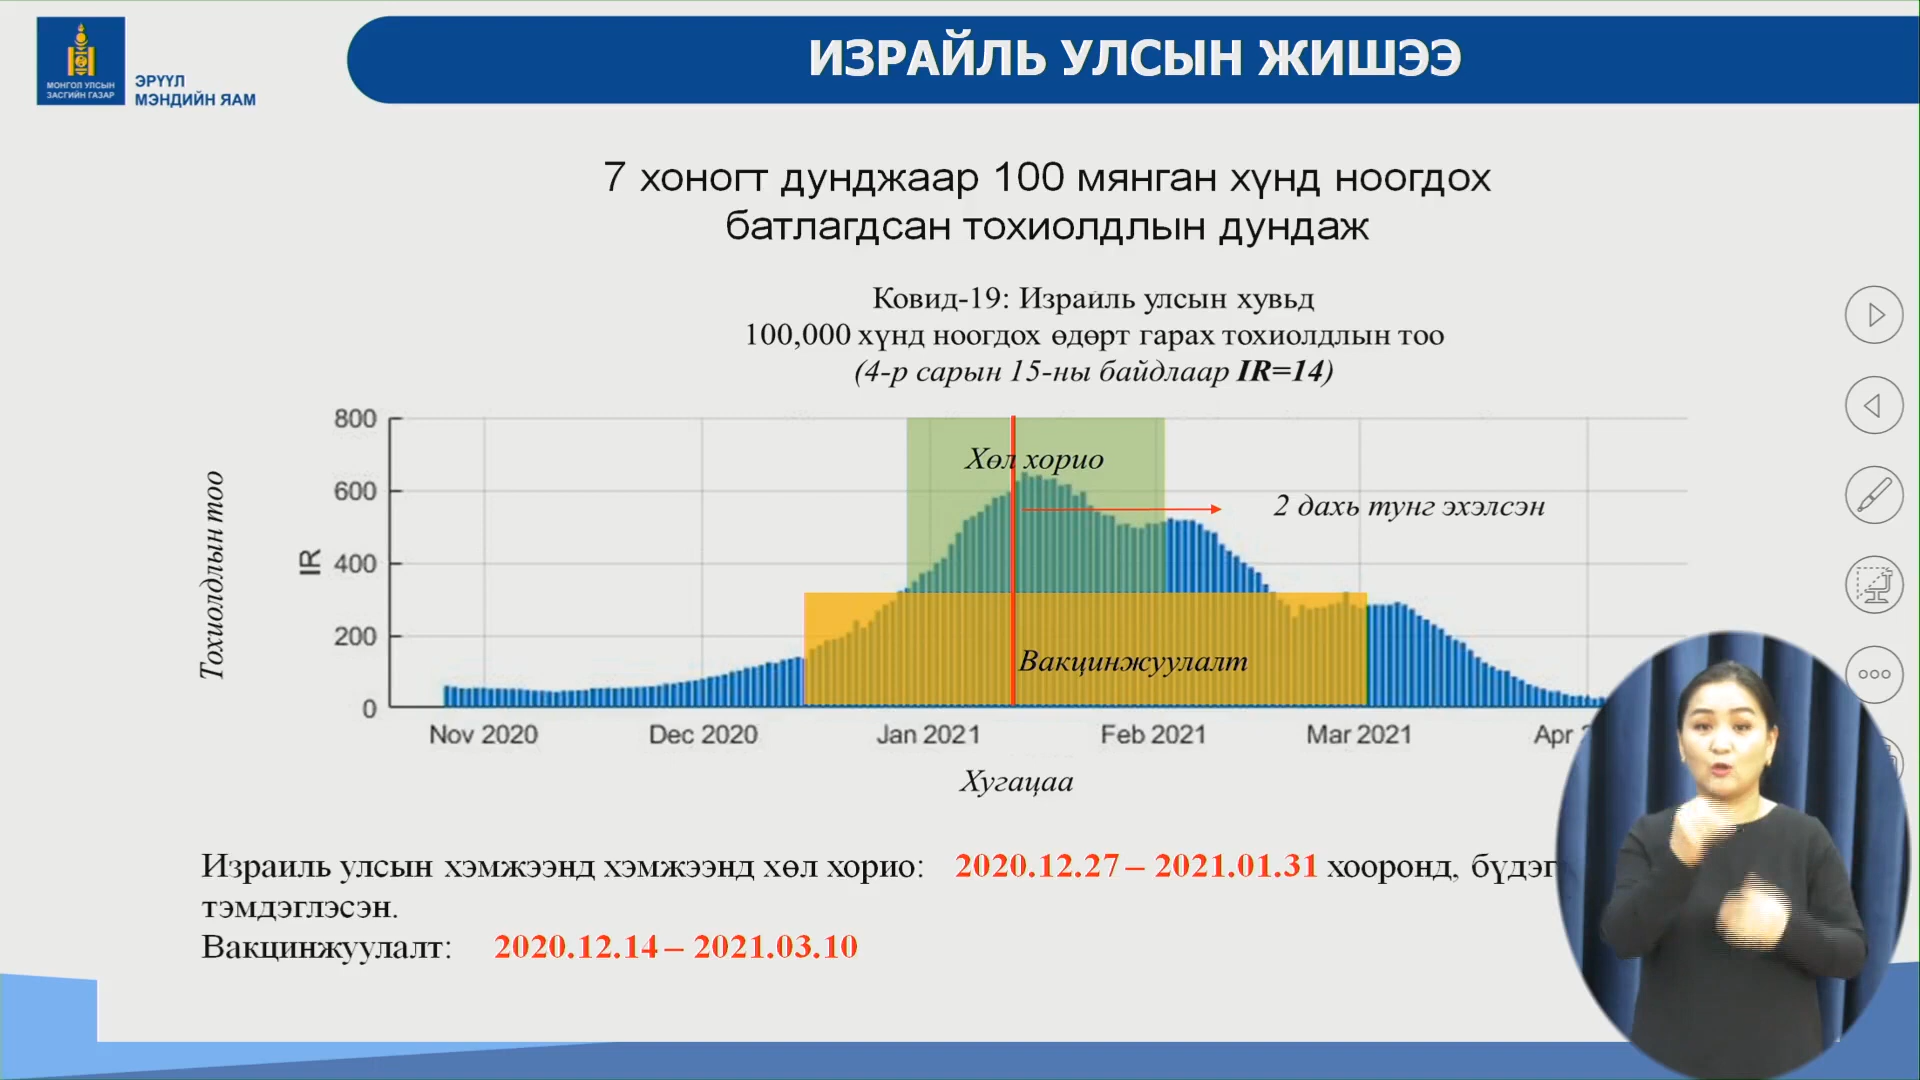 МОНГОЛ УЛСЫН
ЗАСГИЙН ГАЗАР
ЭРҮҮЛ
МЭНДИЙН ЯАМ
ИЗРАЙЛЬ УЛСЫН ЖИШЭЭ
7 хоногт дунджаар 100 мянган хүнд ноогдох
батлагдсан тохиолдлын дундаж
Ковид-19: Израйль улсын хувьд
100,000 хүнд ноогдох өдөрт гарах тохиолдлын тоо
(4-р сарын 15-ны байдлаар IR=14)
Тохиолдлын тоо
IR
800
600
400
200
0
Хөл хорио
2 дахь тунг эхэлсэн
Вакцинжуулалт
Nov 2020 Dec 2020 Jan 2021 Feb 2021 Mar 2021 Apr
Хугацаа
Израиль улсын хэмжээнд хэмжээнд хөл хорио: 2020.12.27 – 2021.01.31 хооронд,
тэмдэглэсэн.
Вакцинжуулалт: 2020.12.14 – 2021.03.10